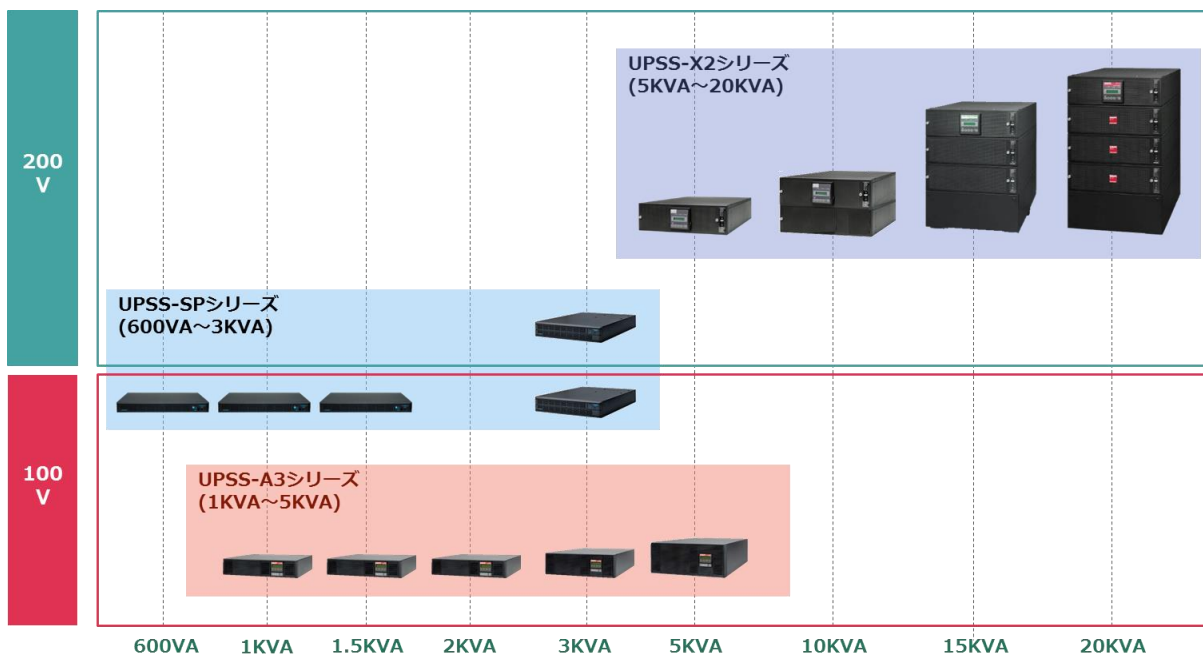 200
V
UPSS-X2シリーズ
(5KVA～20KVA)
UPSS-SPシリーズ
(600VA～3KVA)
100
V
UPSS-A3シリーズ
(1KVA～5KVA)
600VA
1KVA
1.5KVA
2KVA
3KVA
5KVA
10KVA
15KVA
20KVA